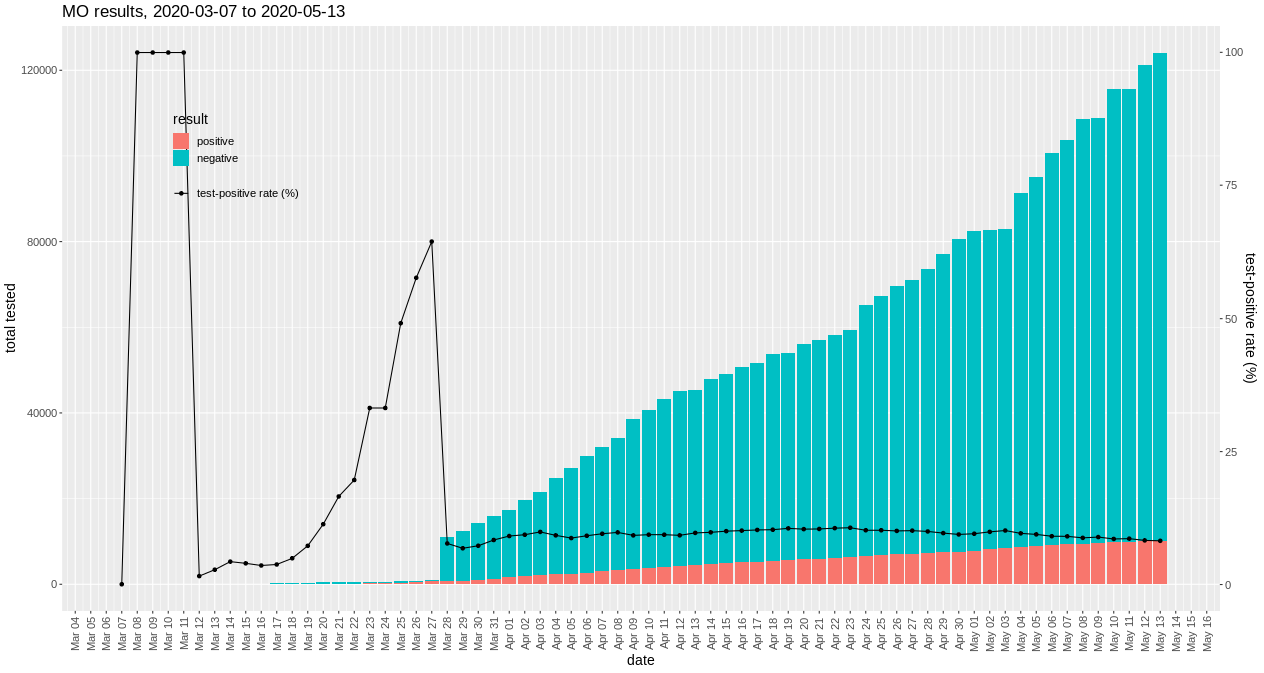 MO results, 2020-03-07 to 2020-05-13
total tested
120000
80000
40000
0
result
positive
negative
test-positive rate (%)
100
75
50
25
0
test-positive rate (%)
Mar 04
Mar 05
Mar 06
Mar 07
Mar 08
Mar 09
Mar 10
Mar 11
Mar 12
Mar 13
Mar 14
Mar 15
Mar 16
Mar 17
Mar 18
Mar 19
Mar 20
Mar 21
Mar 22
Mar 23
Mar 24
Mar 25
Mar 26
Mar 27
Mar 28
Mar 29
Mar 30
Mar 31
Apr 01
Apr 02
Apr 03
Apr 04
Apr 05
Apr 06
Apr 07
Apr 08
Apr 09
Apr 10
Apr 11
Apr 12
Apr 13
Apr 14
Apr 15
Apr 16
Apr 17
Apr 18
Apr 19
Apr 20
Apr 21
Apr 22
Apr 23
Apr 24
Apr 25
Apr 26
Apr 27
Apr 28
Apr 29
Apr 30
May 01
May 02
May 03
May 04
May 05
May 06
May 07
May 08
May 09
May 10
May 11
May 12
May 13
May 14
May 15
May 16
date